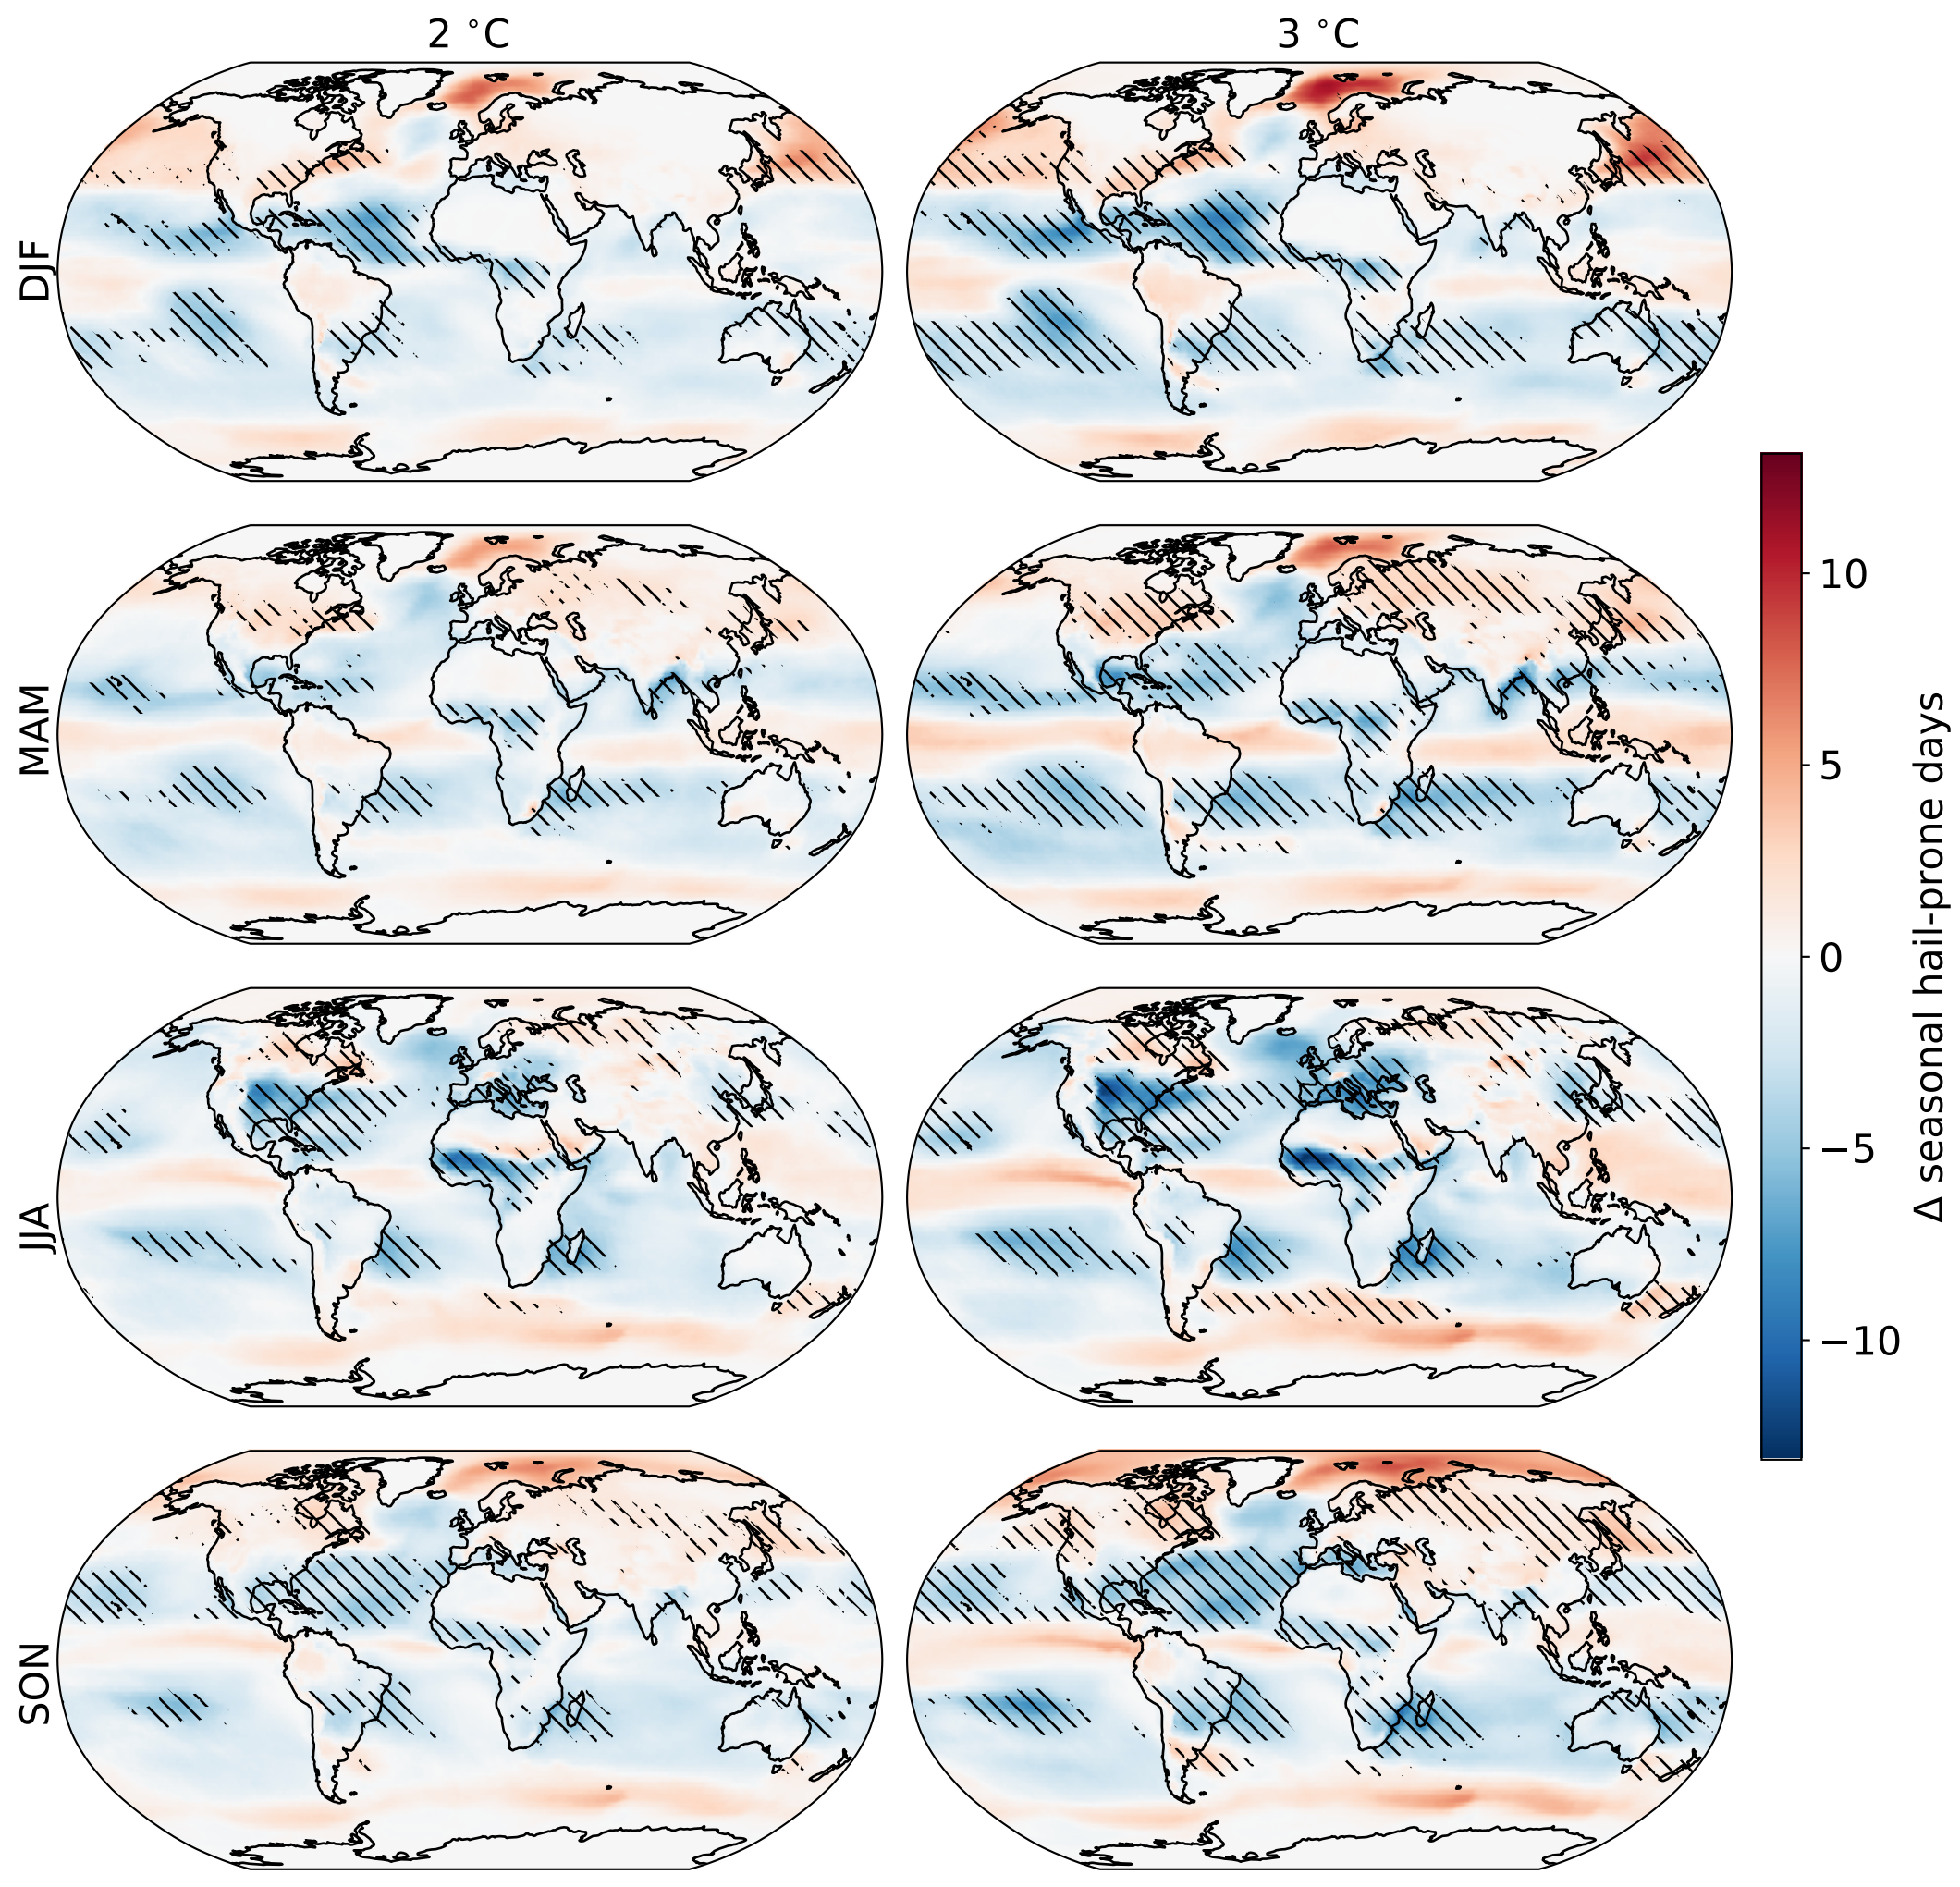 2 °C
3 °C
DJF
MAM
JJA
SON
10
5
0
−5
−10
Δ seasonal hail-prone days